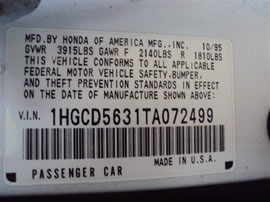 MFD. BY HONDA OF AMERICA MFG., INC. 10/95
GVWR 3915LBS GAWR F 2140LBS R 1810LBS
THIS VEHICLE CONFORMS TO ALL APPLICABLE
FEDERAL MOTOR VEHICLE SAFETY, BUMPER,
AND THEFT PREVENTION STANDARDS IN EFFECT
ON THE DATE OF MANUFACTURE SHOWN ABOVE.
V.I.N. 1HGCD5631TA072499
PASSENGER CAR MADE IN U.S.A.